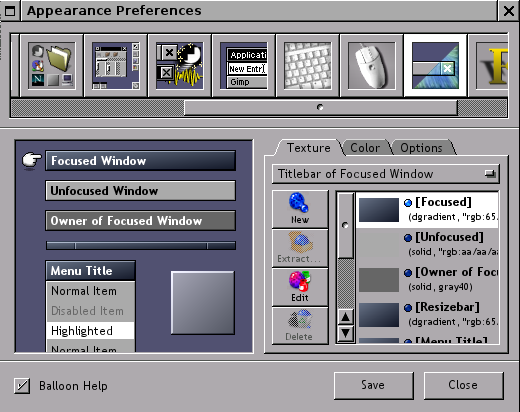 Appearance Preferences
Applicati
New Entr
Gimp
Texture
Color
Options
Focused Window
Unfocused Window
Owner of Focused Window
Menu Title
Normal Item
Disabled Item
Highlighted
Normal Item
Titlebar of Focused Window
New
Extract...
Edit
Delete
[Focused]
(dgradient, "rgb:65.
[Unfocused]
(solid, "rgb:aa/aa/a
[Owner of Foc
(solid, gray40)
[Resizebar]
(dgradient, "rgb:65.
[Menu Title]
Balloon Help
Save
Close